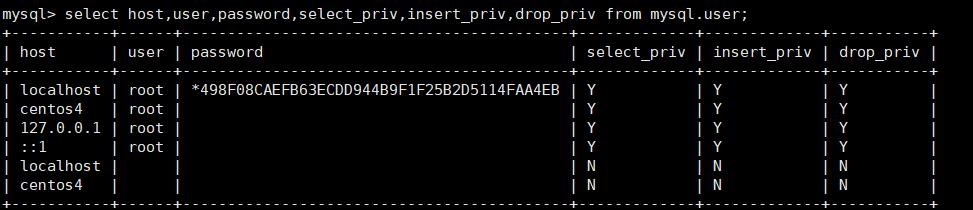 mysql> select host,user,password,select_priv,insert_priv,drop_priv from mysql.user;
+-----------+------+-------------------------------------------+-------------+-------------+-----------+
| host      | user | password                                  | select_priv | insert_priv | drop_priv |
+-----------+------+-------------------------------------------+-------------+-------------+-----------+
| localhost | root | *498F08CAEFB63ECDD944B9F1F25B2D5114FAA4EB | Y           | Y           | Y         |
| centos4   | root |                                           | Y           | Y           | Y         |
| 127.0.0.1 | root |                                           | Y           | Y           | Y         |
| ::1       | root |                                           | Y           | Y           | Y         |
| localhost |      |                                           | N           | N           | N         |
| centos4   |      |                                           | N           | N           | N         |
+-----------+------+-------------------------------------------+-------------+-------------+-----------+